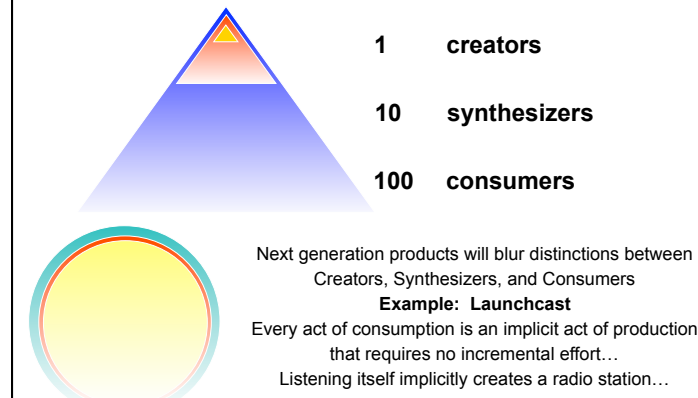 1 creators
10 synthesizers
100 consumers
Next generation products will blur distinctions between
Creators, Synthesizers, and Consumers
Example: Launchcast
Every act of consumption is an implicit act of production
that requires no incremental effort…
Listening itself implicitly creates a radio station…